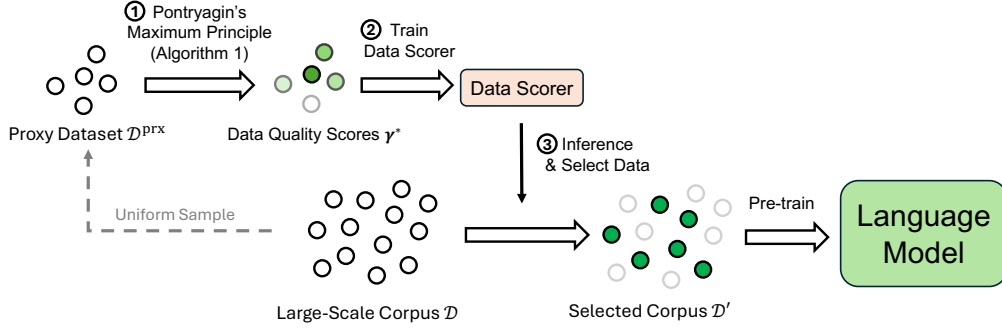 ① Pontryagin's
Maximum Principle
(Algorithm 1)
② Train
Data Scorer
Data Scorer
Proxy Dataset 𝒟ᵖʳˣ
Data Quality Scores 𝜸*
③ Inference
& Select Data
Uniform Sample
Pre-train
Language
Model
Large-Scale Corpus 𝒟
Selected Corpus 𝒟′